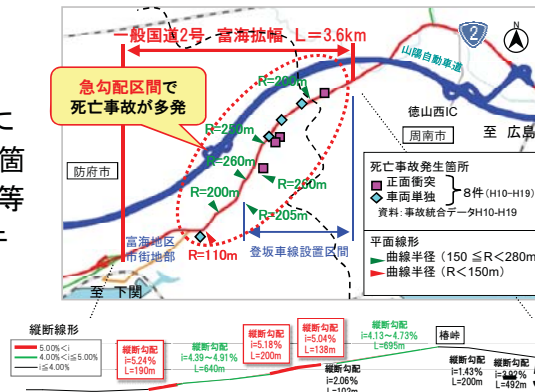 一般国道2号 富海拡幅 L=3.6km
2
N
山陽自動車道
急勾配区間で
死亡事故が多発
R=280m
徳山西IC
に
箇
等
周南市
至 広島
R=250m
防府市
R=260m
R=260m
R=200m
R=205m
富海地区
市街地部
登坂車線設置区間
R=110m
至 下関
死亡事故発生箇所
正面衝突
車両単独
8件(H10-H19)
資料:事故統合データH10-H19
平面線形
曲線半径(150 ≦R<280m
曲線半径(R<150m)
縦断線形
5.00%<i
4.00%<i≦5.00%
i≦4.00%
縦断勾配
i=5.24%
L=190m
縦断勾配
i=4.39~4.91%
L=640m
縦断勾配
i=5.18%
L=200m
縦断勾配
i=5.04%
L=138m
縦断勾配
i=2.06%
L=102m
縦断勾配
i=4.13~4.73%
L=695m
椿峠
縦断勾配
i=1.43%
L=200m
縦断勾配
L=492m